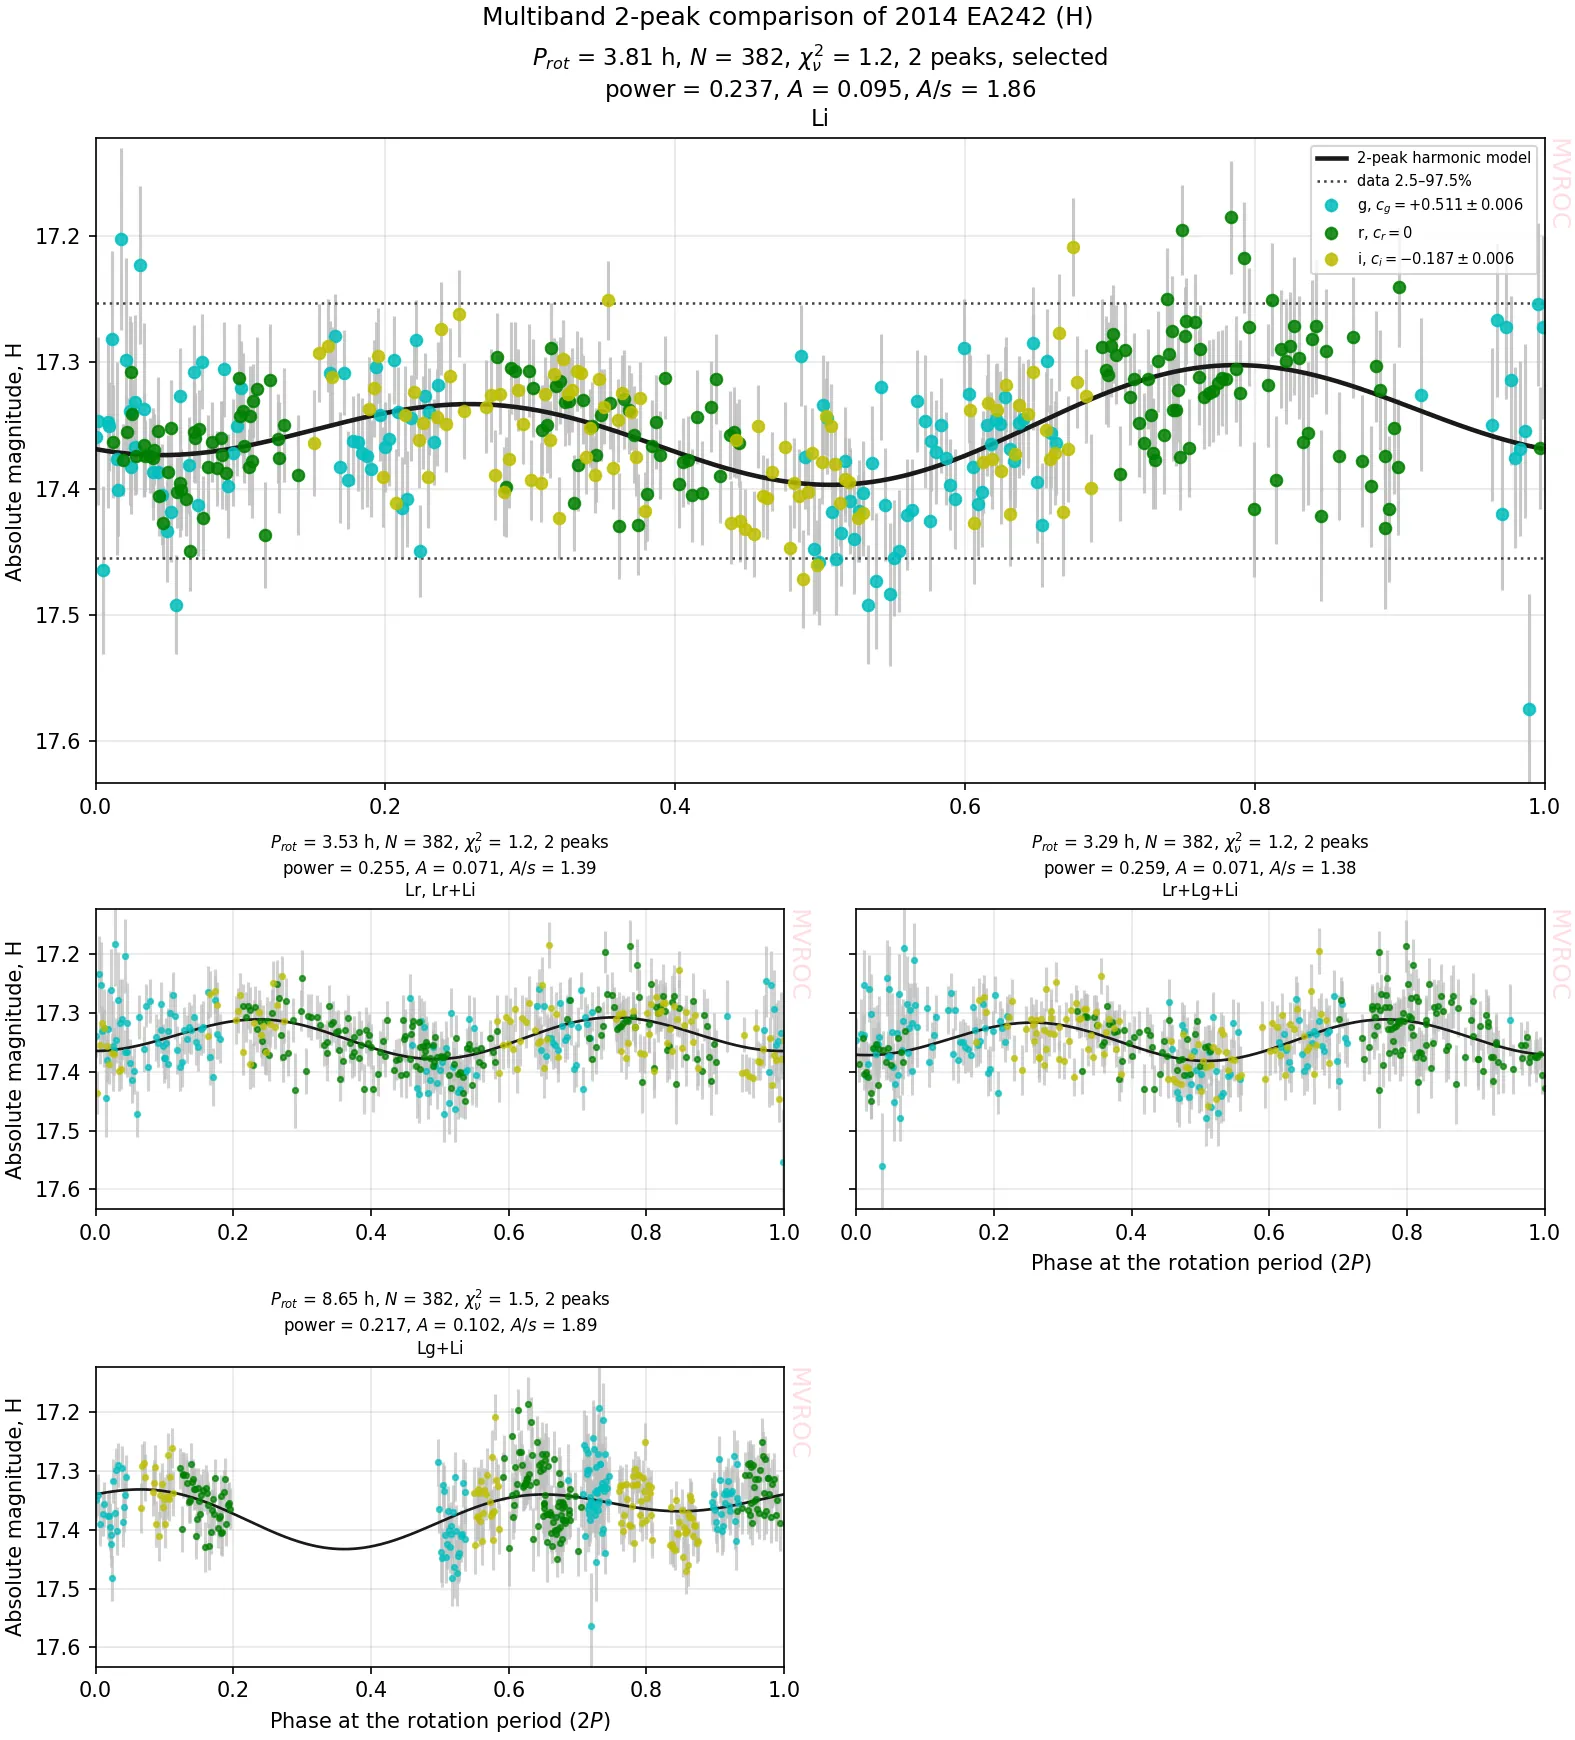 Multiband 2-peak comparison of 2014 EA242 (H)
P_rot = 3.81 h, N = 382, χ²_ν = 1.2, 2 peaks, selected
power = 0.237, A = 0.095, A/s = 1.86
Li
Absolute magnitude, H
17.2
17.3
17.4
17.5
17.6
0.0 0.2 0.4 0.6 0.8 1.0
2-peak harmonic model
data 2.5–97.5%
g, c_g = +0.511 ± 0.006
r, c_r = 0
i, c_i = −0.187 ± 0.006
MVROC
P_rot = 3.53 h, N = 382, χ²_ν = 1.2, 2 peaks
power = 0.255, A = 0.071, A/s = 1.39
Lr, Lr+Li
Absolute magnitude, H
17.2
17.3
17.4
17.5
17.6
0.0 0.2 0.4 0.6 0.8 1.0
MVROC
P_rot = 3.29 h, N = 382, χ²_ν = 1.2, 2 peaks
power = 0.259, A = 0.071, A/s = 1.38
Lr+Lg+Li
0.0 0.2 0.4 0.6 0.8 1.0
Phase at the rotation period (2P)
MVROC
P_rot = 8.65 h, N = 382, χ²_ν = 1.5, 2 peaks
power = 0.217, A = 0.102, A/s = 1.89
Lg+Li
Absolute magnitude, H
17.2
17.3
17.4
17.5
17.6
0.0 0.2 0.4 0.6 0.8 1.0
Phase at the rotation period (2P)
MVROC